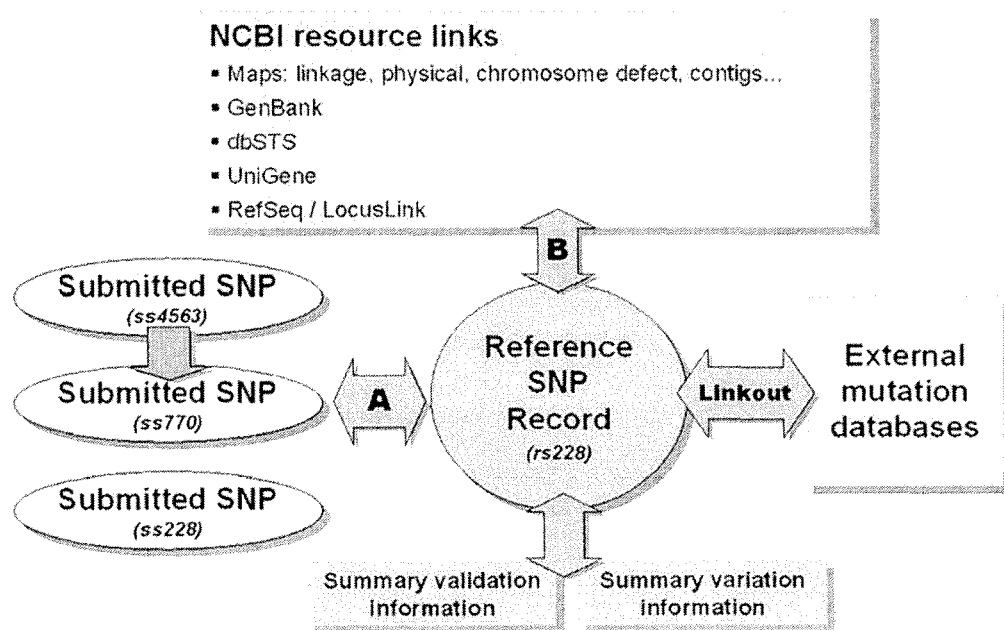 NCBI resource links
▪ Maps: linkage, physical, chromosome defect, contigs...
▪ GenBank
▪ dbSTS
▪ UniGene
▪ RefSeq / LocusLink
B
Submitted SNP
(ss4563)
Submitted SNP
(ss770)
Submitted SNP
(ss228)
A
Reference
SNP
Record
(rs228)
Linkout
External
mutation
databases
Summary validation
information
Summary variation
information